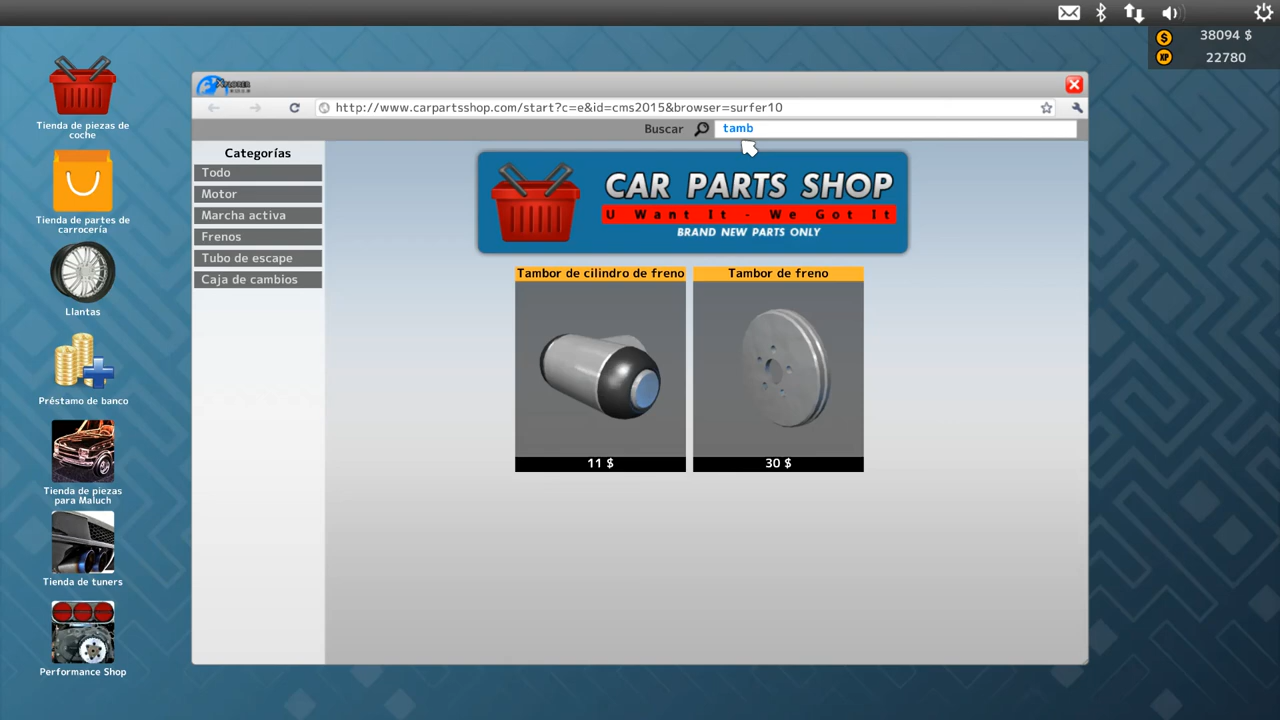 38094 $
22780
http://www.carpartsshop.com/start?c=e&id=cms2015&browser=surfer10
Buscar tamb
Tienda de piezas de
coche
Tienda de partes de
carrocería
Llantas
Préstamo de banco
Tienda de piezas
para Maluch
Tienda de tuners
Performance Shop
Categorías
Todo
Motor
Marcha activa
Frenos
Tubo de escape
Caja de cambios
CAR PARTS SHOP
U Want It - We Got It
BRAND NEW PARTS ONLY
Tambor de cilindro de freno
11 $
Tambor de freno
30 $